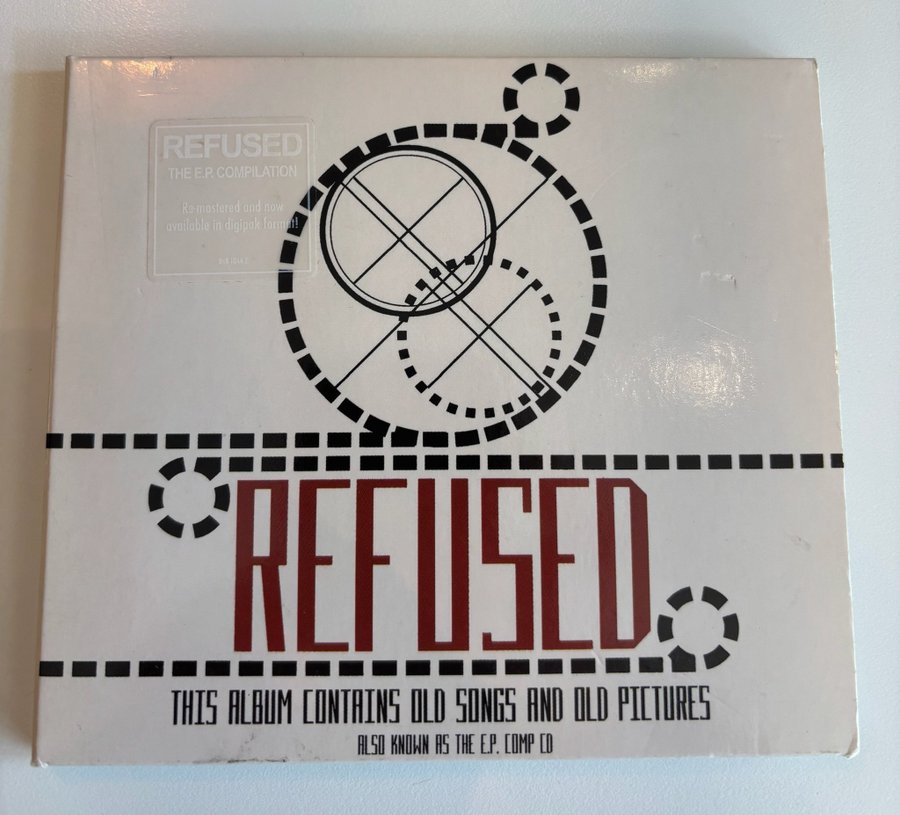 REFUSED
THE E.P. COMPILATION
Re-mastered and now
available in digipak format!
REFUSED
THIS ALBUM CONTAINS OLD SONGS AND OLD PICTURES
ALSO KNOWN AS THE E.P. COMP CD